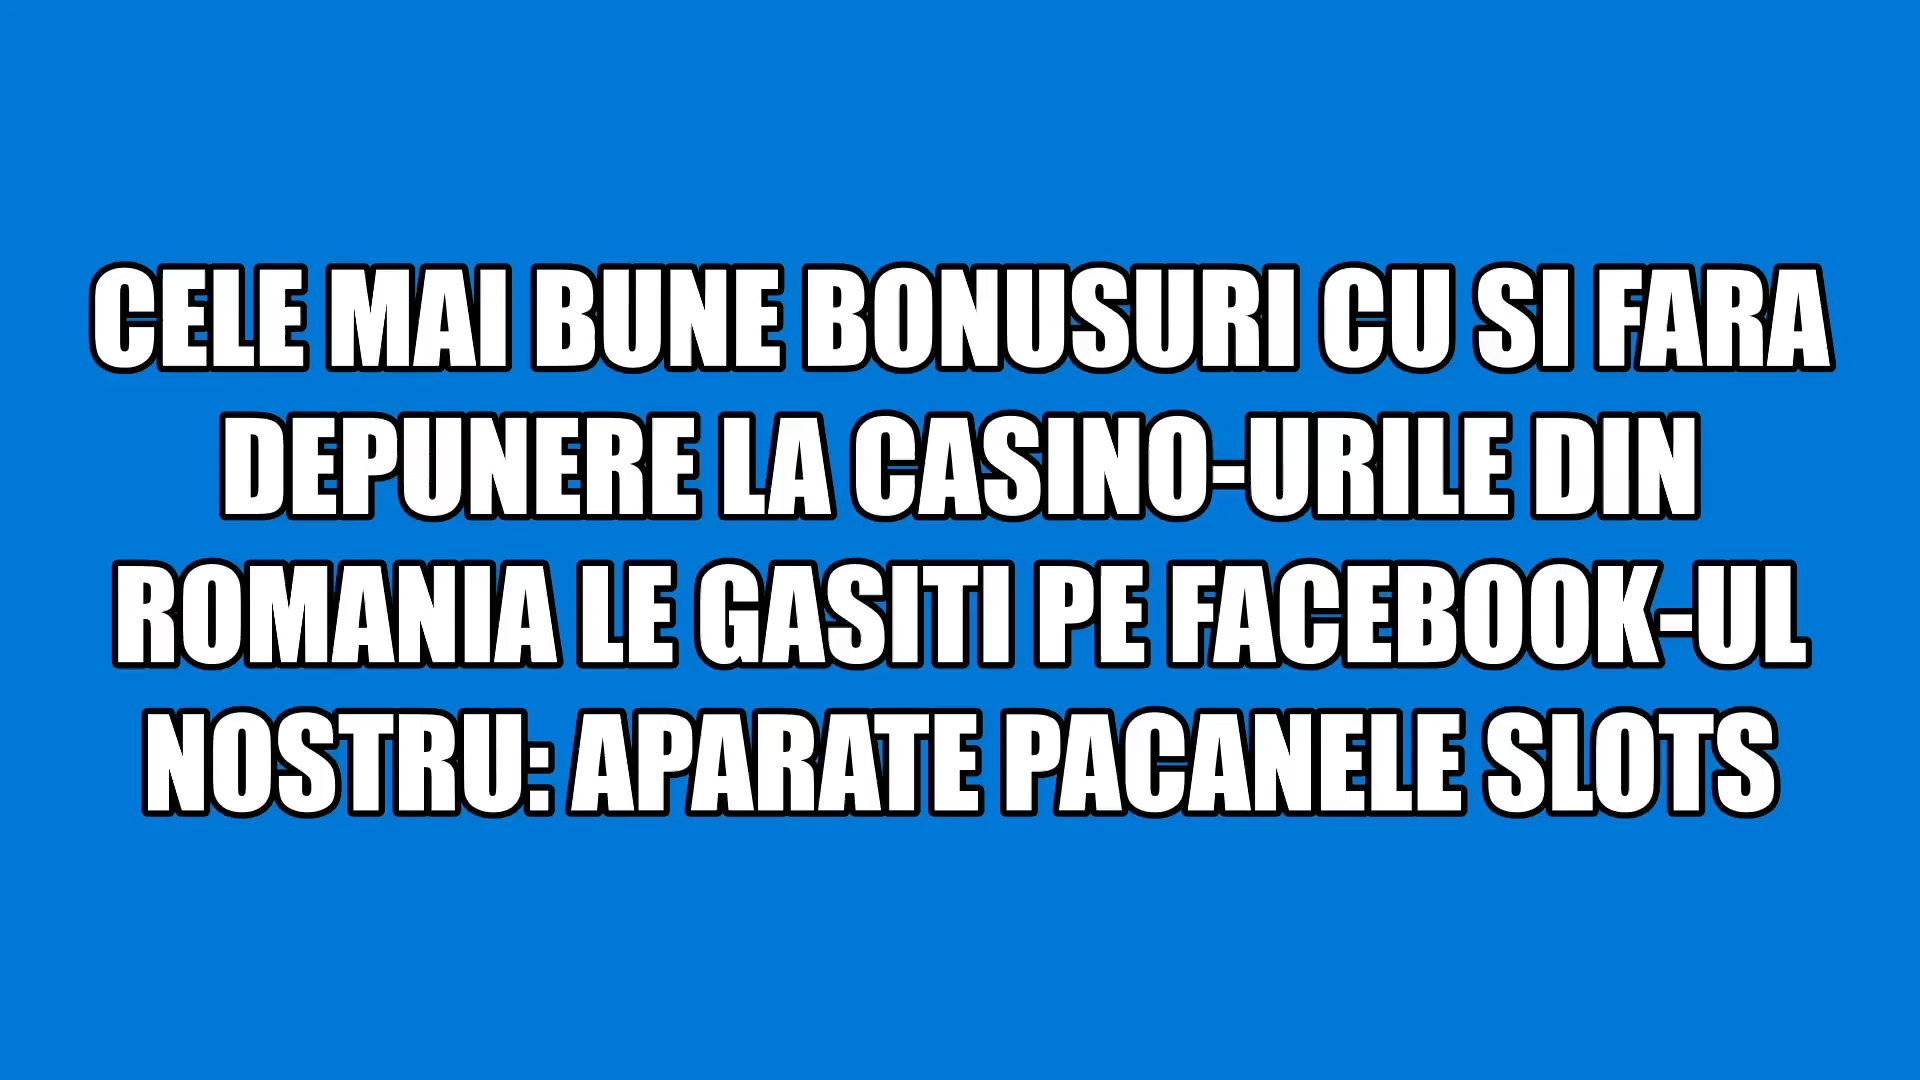 CELE MAI BUNE BONUSURI CU SI FARA
DEPUNERE LA CASINO-URILE DIN
ROMANIA LE GASITI PE FACEBOOK-UL
NOSTRU: APARATE PACANELE SLOTS